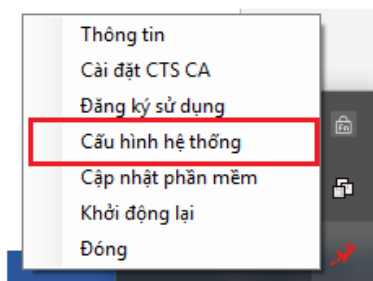 Thông tin
Cài đặt CTS CA
Đăng ký sử dụng
Cấu hình hệ thống
Cập nhật phần mềm
Khởi động lại
Đóng
Fn